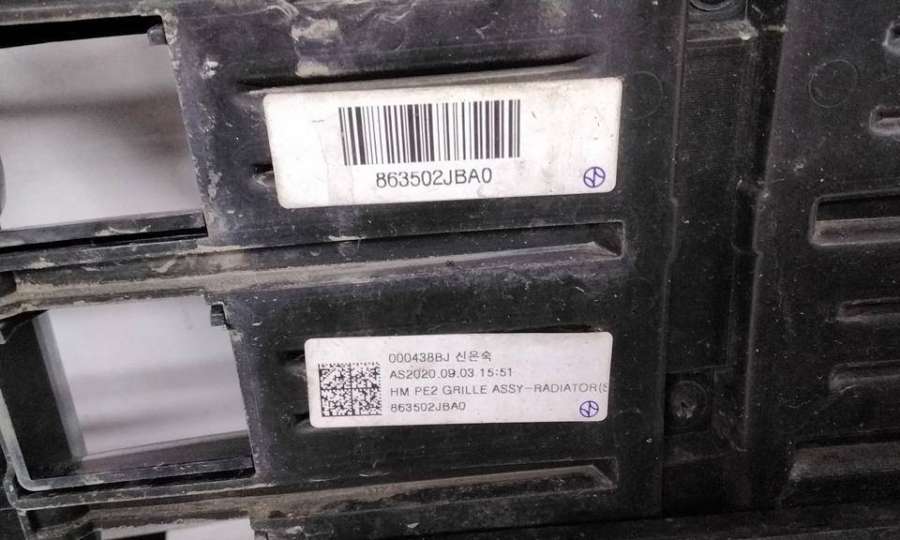 863502JBA0
000438BJ 신은숙
AS2020.09.03 15:51
HM PE2 GRILLE ASSY-RADIATOR(S
863502JBA0